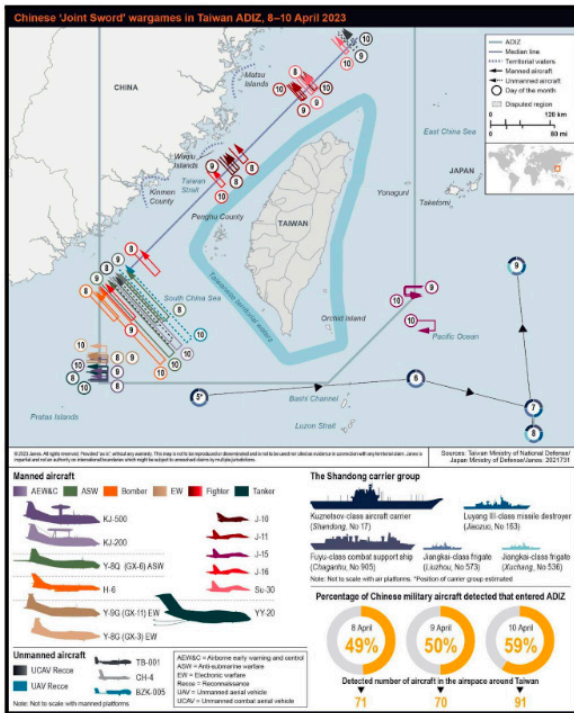 Chinese 'Joint Sword' wargames in Taiwan ADIZ, 8–10 April 2023
ADIZ
Median line
Territorial waters
Manned aircraft
Unmanned aircraft
Day of the month
Disputed region
0 120 km
0 60 mi
CHINA
Matsu
Islands
East China Sea
Wuqiu
Islands
Taiwan
Strait
Kinmen
County
Penghu County
TAIWAN
Yonaguni
JAPAN
Taketomi
South China Sea
Taiwanese territorial waters
Orchid Island
Pacific Ocean
Bashi Channel
Luzon Strait
Pratas Islands
5*
6
7
8
9
Sources: Taiwan Ministry of National Defense/
Japan Ministry of Defense/Janes: 2021731
Manned aircraft
AEW&C ASW Bomber EW Fighter Tanker
KJ-500
KJ-200
Y-8Q (GX-6) ASW
H-6
Y-9G (GX-11) EW
Y-8G (GX-3) EW
J-10
J-11
J-15
J-16
Su-30
YY-20
Unmanned aircraft
UCAV Recce
UAV Recce
TB-001
CH-4
BZK-005
Note: Not to scale with manned platforms
AEW&C = Airborne early warning and control
ASW = Anti-submarine warfare
EW = Electronic warfare
Recce = Reconnaissance
UAV = Unmanned aerial vehicle
UCAV = Unmanned combat aerial vehicle
The Shandong carrier group
Kuznetsov-class aircraft carrier
(Shandong, No 17)
Luyang III-class missile destroyer
(Jiaozuo, No 163)
Fuyu-class combat support ship
(Chaganhu, No 905)
Jiangkai-class frigate
(Liuzhou, No 573)
Jiangkai-class frigate
(Xuchang, No 536)
Note: Not to scale with an platforms. *Position of carrier group estimated
Percentage of Chinese military aircraft detected that entered ADIZ
8 April
49%
9 April
50%
10 April
59%
Detected number of aircraft in the airspace around Taiwan
71 70 91